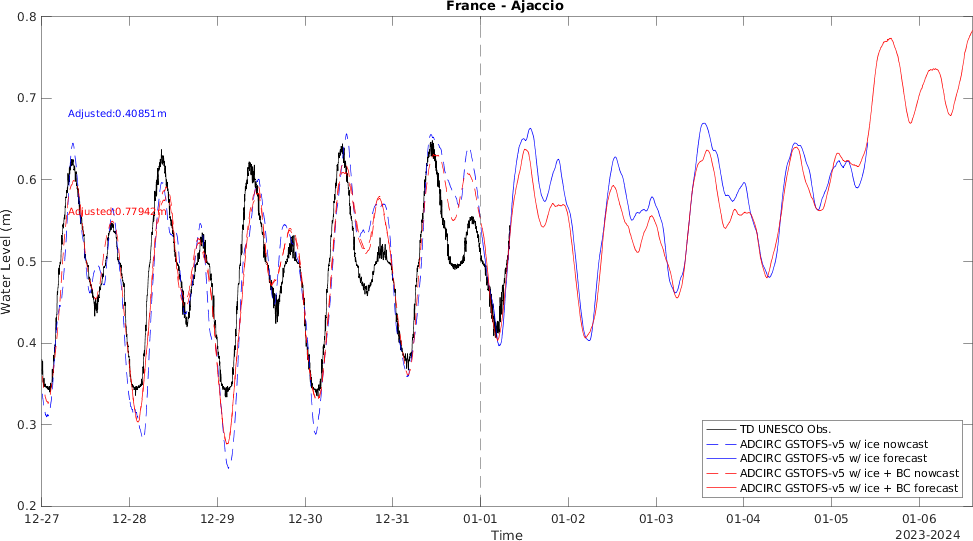 France - Ajaccio
0.8
0.7
0.6
0.5
0.4
0.3
0.2
Water Level (m)
Adjusted:0.40851m
Adjusted:0.77942m
TD UNESCO Obs.
ADCIRC GSTOFS-v5 w/ ice nowcast
ADCIRC GSTOFS-v5 w/ ice forecast
ADCIRC GSTOFS-v5 w/ ice + BC nowcast
ADCIRC GSTOFS-v5 w/ ice + BC forecast
12-27 12-28 12-29 12-30 12-31 01-01 01-02 01-03 01-04 01-05 01-06
Time
2023-2024